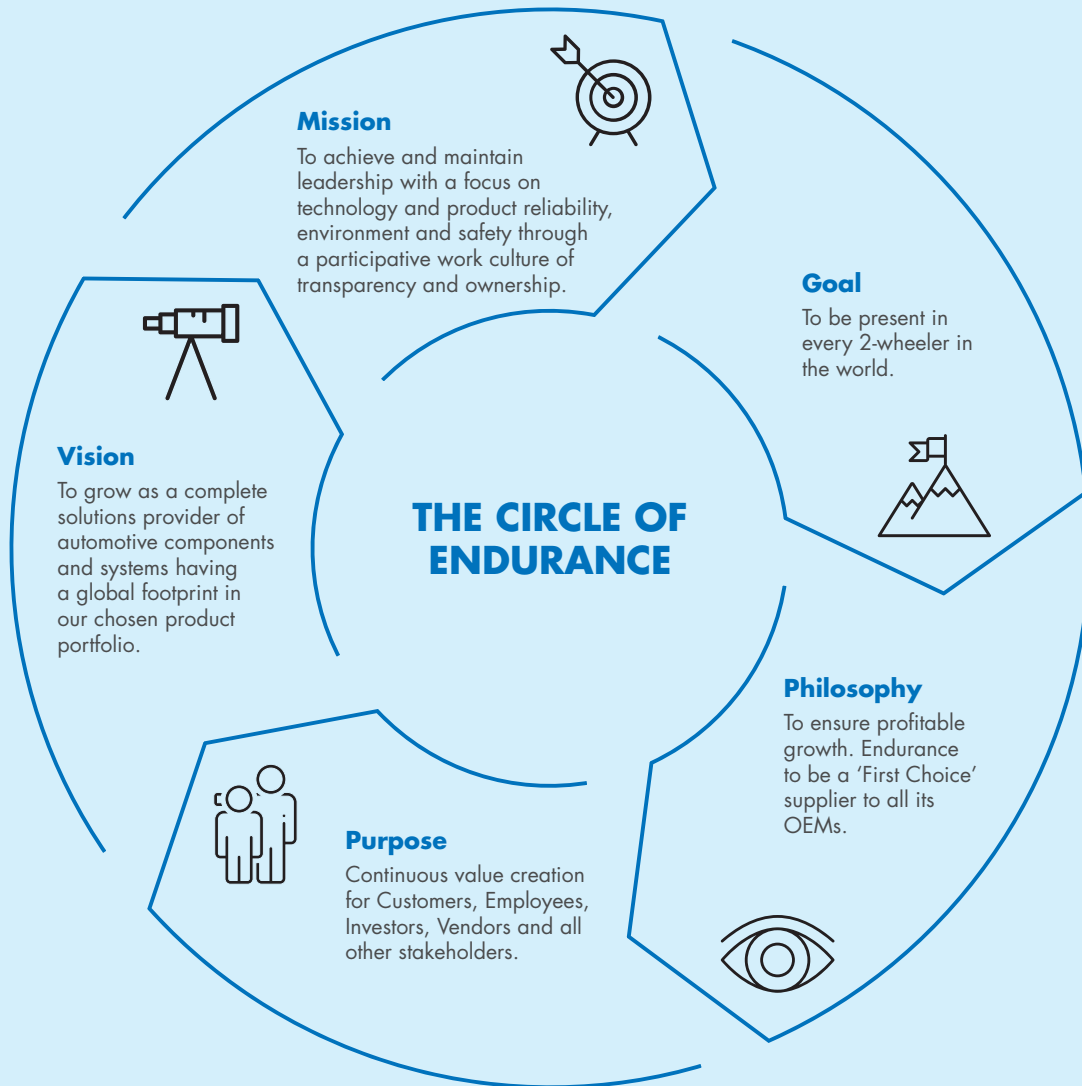 Mission
To achieve and maintain
leadership with a focus on
technology and product reliability,
environment and safety through
a participative work culture of
transparency and ownership.
Goal
To be present in
every 2-wheeler in
the world.
Vision
To grow as a complete
solutions provider of
automotive components
and systems having
a global footprint in
our chosen product
portfolio.
THE CIRCLE OF
ENDURANCE
Philosophy
To ensure profitable
growth. Endurance
to be a ‘First Choice’
supplier to all its
OEMs.
Purpose
Continuous value creation
for Customers, Employees,
Investors, Vendors and all
other stakeholders.